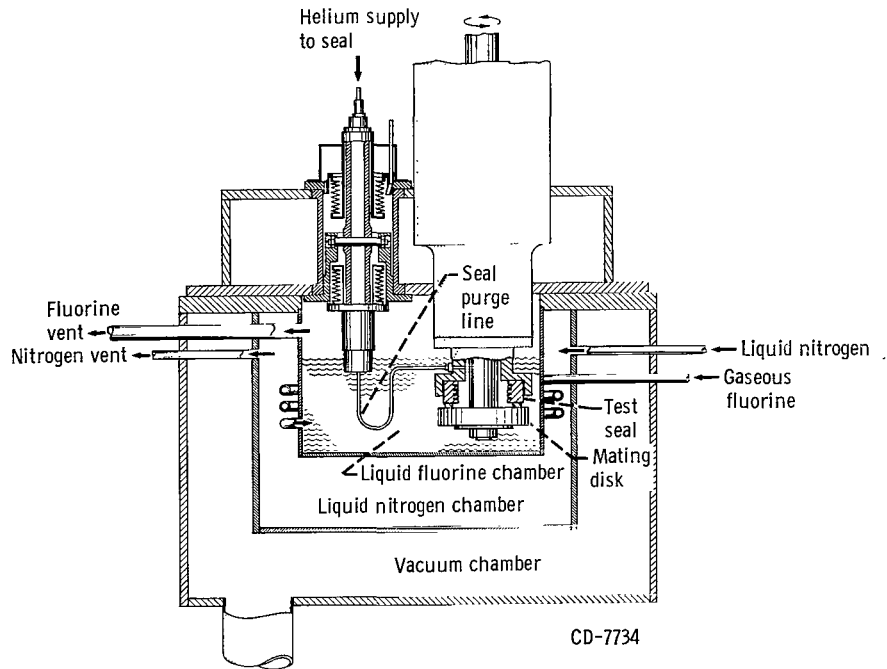 Helium supply
to seal
Seal
purge
line
Fluorine
vent
Nitrogen vent
Liquid nitrogen
Gaseous
fluorine
Test
seal
Mating
disk
Liquid fluorine chamber
Liquid nitrogen chamber
Vacuum chamber
CD-7734